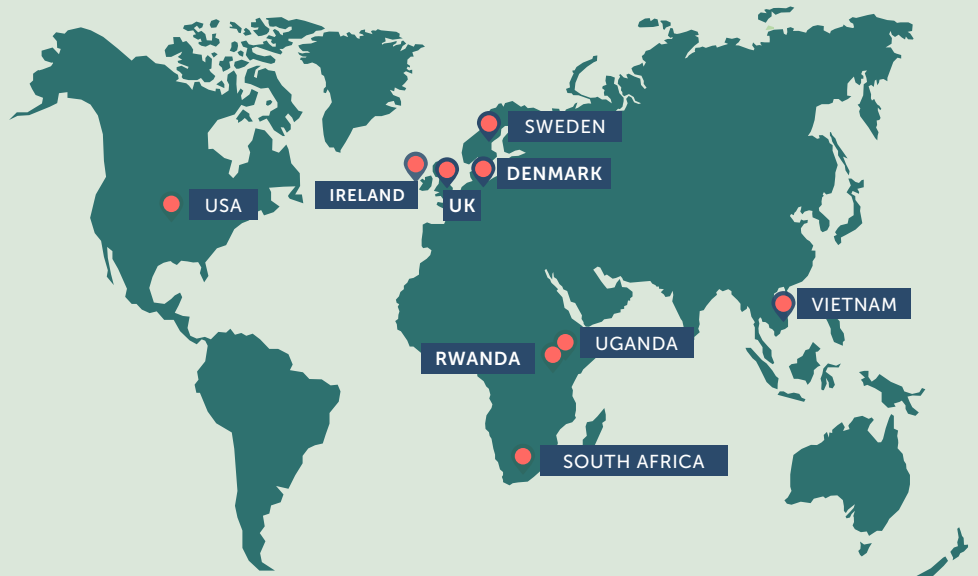 SWEDEN
DENMARK
IRELAND
UK
USA
VIETNAM
UGANDA
RWANDA
SOUTH AFRICA